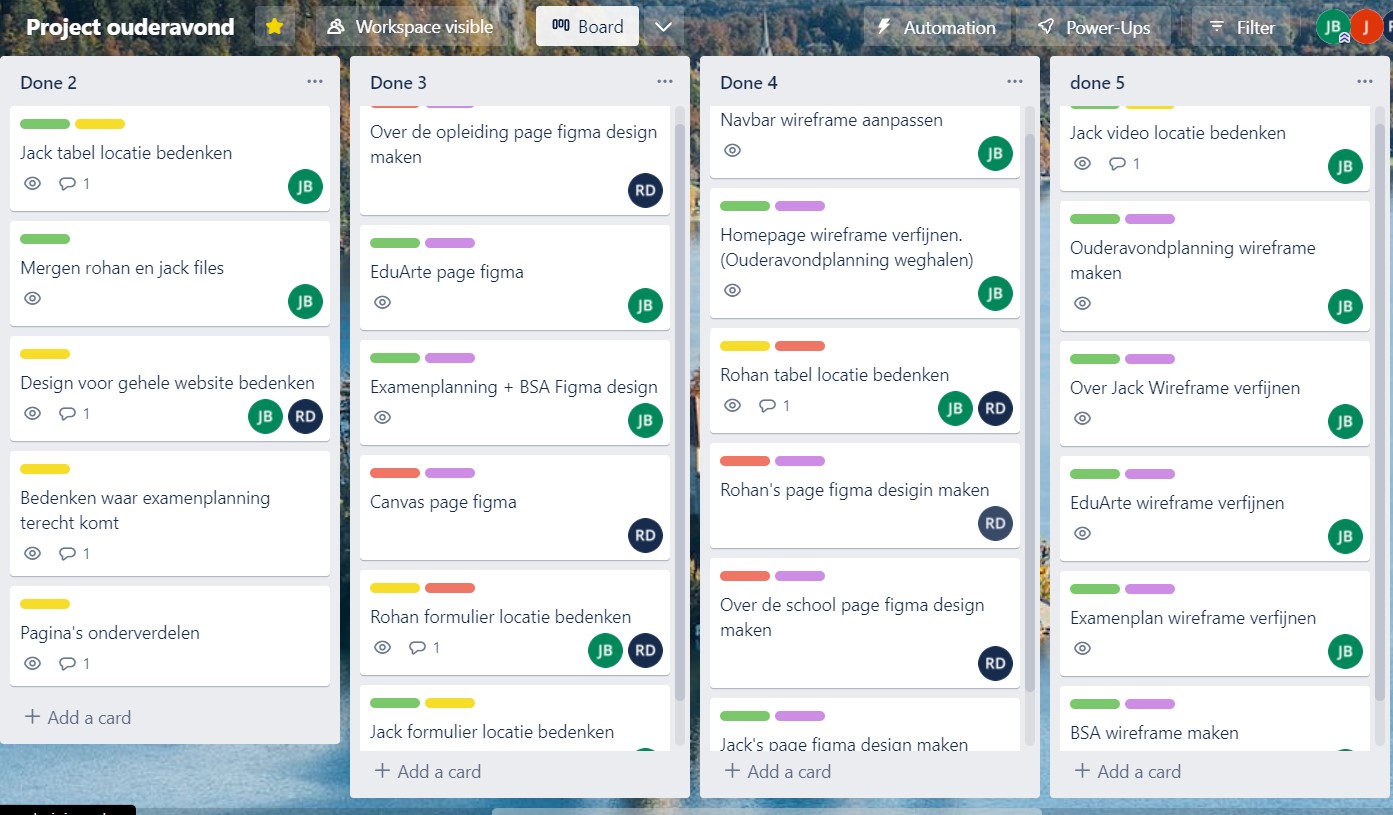 Project ouderavond
Workspace visible
Board
Automation
Power-Ups
Filter
JB
J
Done 2
Jack tabel locatie bedenken
1
JB
Mergen rohan en jack files
JB
Design voor gehele website bedenken
1
JB RD
Bedenken waar examenplanning
terecht komt
1
Pagina's onderverdelen
1
+ Add a card
Done 3
Over de opleiding page figma design
maken
RD
EduArte page figma
JB
Examenplanning + BSA Figma design
JB
Canvas page figma
RD
Rohan formulier locatie bedenken
1
JB RD
Jack formulier locatie bedenken
+ Add a card
Done 4
Navbar wireframe aanpassen
JB
Homepage wireframe verfijnen.
(Ouderavondplanning weghalen)
JB
Rohan tabel locatie bedenken
1
JB RD
Rohan's page figma desigin maken
RD
Over de school page figma design
maken
RD
Jack's page figma design maken
+ Add a card
done 5
Jack video locatie bedenken
1
JB
Ouderavondplanning wireframe
maken
JB
Over Jack Wireframe verfijnen
JB
EduArte wireframe verfijnen
JB
Examenplan wireframe verfijnen
JB
BSA wireframe maken
+ Add a card